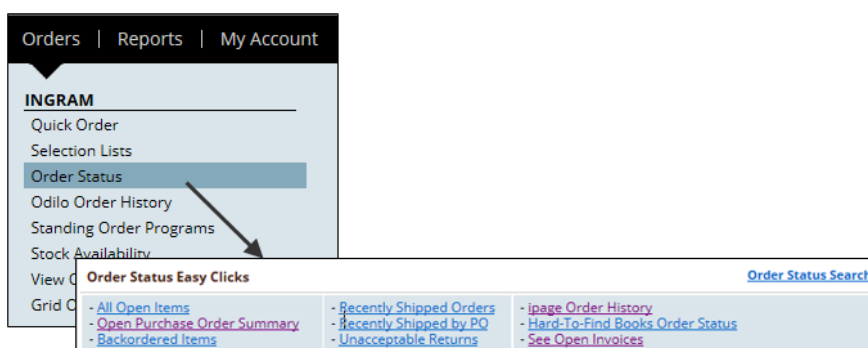 Orders | Reports | My Account
INGRAM
Quick Order
Selection Lists
Order Status
Odilo Order History
Standing Order Programs
Stock Availability
View
Grid
Order Status Easy Clicks
Order Status Search
- All Open Items
- Open Purchase Order Summary
- Backordered Items
- Recently Shipped Orders
- Recently Shipped by PO
- Unacceptable Returns
- ipage Order History
- Hard-To-Find Books Order Status
- See Open Invoices